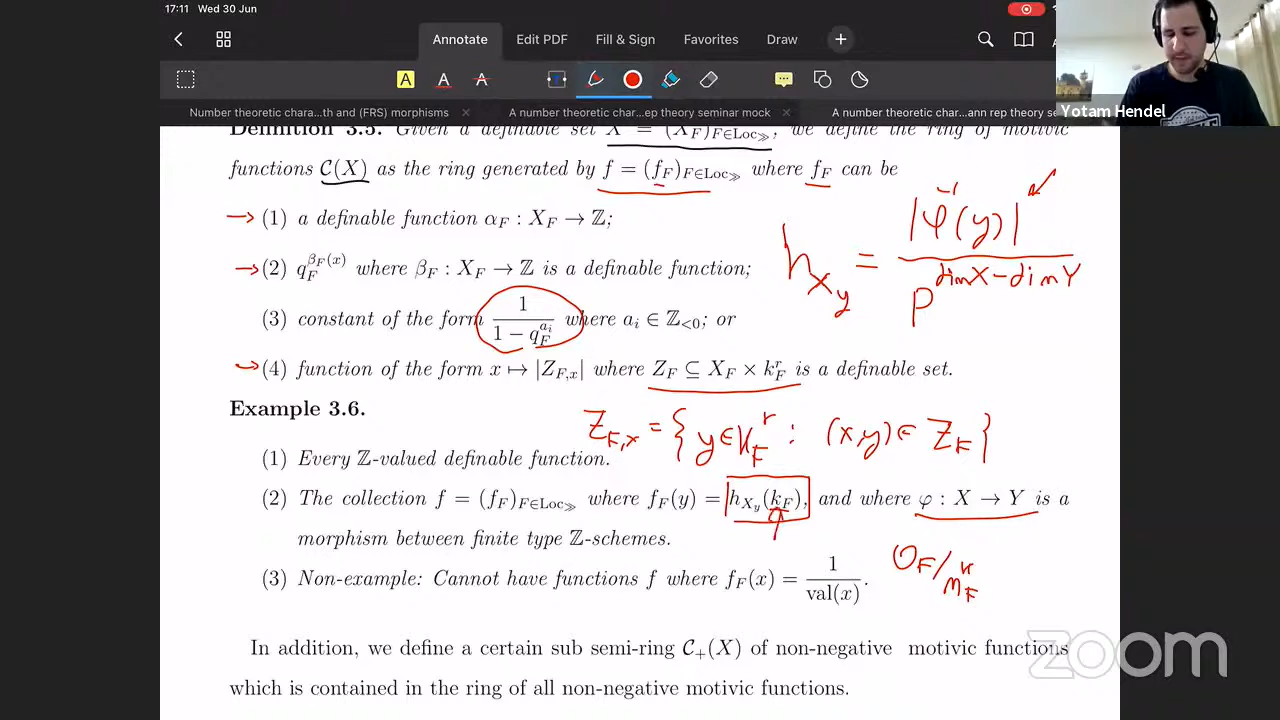 17:11 Wed 30 Jun
Annotate Edit PDF Fill & Sign Favorites Draw
Number theoretic chara...th and (FRS) morphisms × A number theoretic char...ep theory seminar mock × A number theoretic char...ann rep theory se
Yotam Hendel
Definition 3.5. Given a definable set X = (X_F)_{F∈Loc≫}, we define the ring of motivic
functions C(X) as the ring generated by f = (f_F)_{F∈Loc≫} where f_F can be
(1) a definable function α_F : X_F → ℤ;
(2) q_F^{β_F(x)} where β_F : X_F → ℤ is a definable function;
h_{X_y} = |φ^{-1}(y)| / p^{dim X - dim Y}
(3) constant of the form 1/(1 − q_F^{a_i}) where a_i ∈ ℤ_{<0}; or
(4) function of the form x ↦ |Z_{F,x}| where Z_F ⊆ X_F × k_F^r is a definable set.
Example 3.6.
Z_{F,x} = { y ∈ k_F^r : (x,y) ∈ Z_F }
(1) Every ℤ-valued definable function.
(2) The collection f = (f_F)_{F∈Loc≫} where f_F(y) = h_{X_y}(k_F), and where φ : X → Y is a
morphism between finite type ℤ-schemes.
O_F/m_F^k
(3) Non-example: Cannot have functions f where f_F(x) = 1/val(x).
In addition, we define a certain sub semi-ring C_+(X) of non-negative motivic functions
which is contained in the ring of all non-negative motivic functions.
zoom